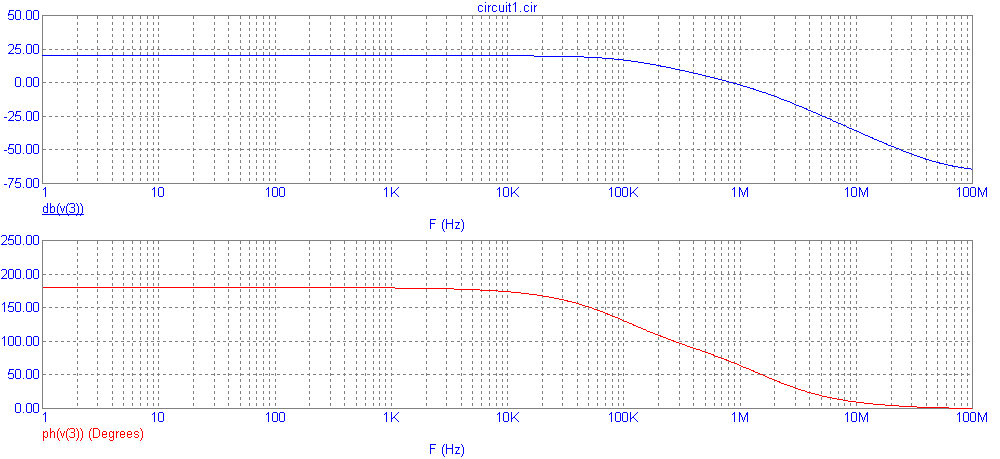 circuit1.cir
50.00
25.00
0.00
-25.00
-50.00
-75.00
1 10 100 1K 10K 100K 1M 10M 100M
db(v(3))
F (Hz)
250.00
200.00
150.00
100.00
50.00
0.00
1 10 100 1K 10K 100K 1M 10M 100M
ph(v(3)) (Degrees)
F (Hz)